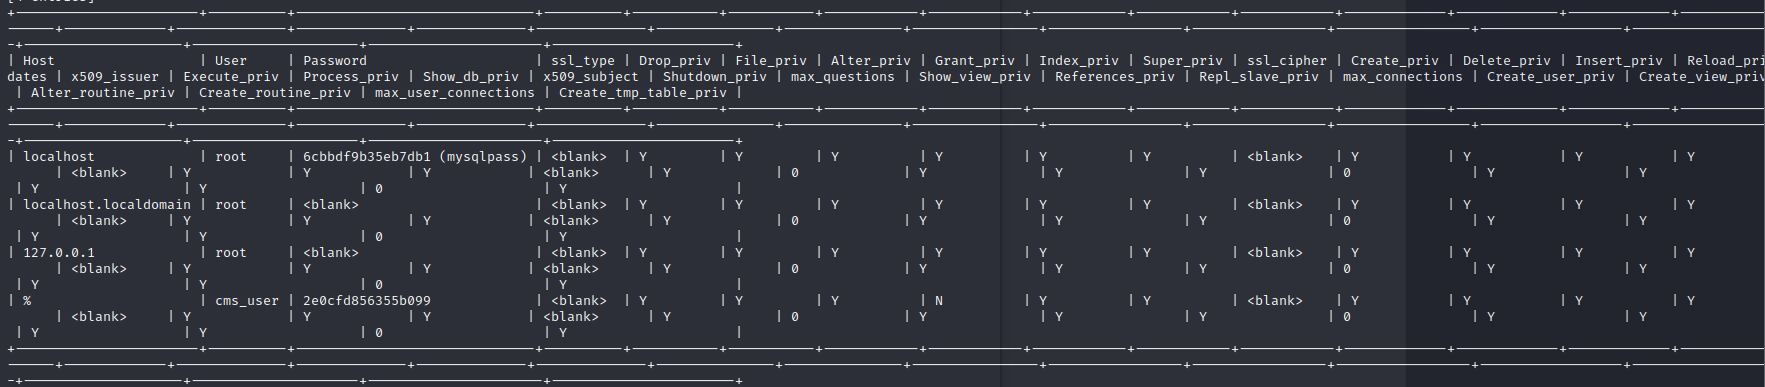 | Host | User | Password | ssl_type | Drop_priv | File_priv | Alter_priv | Grant_priv | Index_priv | Super_priv | ssl_cipher | Create_priv | Delete_priv | Insert_priv | Reload_pri
dates | x509_issuer | Execute_priv | Process_priv | Show_db_priv | x509_subject | Shutdown_priv | max_questions | Show_view_priv | References_priv | Repl_slave_priv | max_connections | Create_user_priv | Create_view_priv
| Alter_routine_priv | Create_routine_priv | max_user_connections | Create_tmp_table_priv |
| localhost | root | 6cbbdf9b35eb7db1 (mysqlpass) | <blank> | Y | Y | Y | Y | Y | Y | <blank> | Y | Y | Y | Y
| <blank> | Y | Y | Y | <blank> | Y | 0 | Y | Y | Y | 0 | Y | Y
| Y | Y | 0 | Y |
| localhost.localdomain | root | <blank> | <blank> | Y | Y | Y | Y | Y | Y | <blank> | Y | Y | Y | Y
| <blank> | Y | Y | Y | <blank> | Y | 0 | Y | Y | Y | 0 | Y | Y
| Y | Y | 0 | Y |
| 127.0.0.1 | root | <blank> | <blank> | Y | Y | Y | Y | Y | Y | <blank> | Y | Y | Y | Y
| <blank> | Y | Y | Y | <blank> | Y | 0 | Y | Y | Y | 0 | Y | Y
| Y | Y | 0 | Y |
| % | cms_user | 2e0cfd856355b099 | <blank> | Y | Y | Y | N | Y | Y | <blank> | Y | Y | Y | Y
| <blank> | Y | Y | Y | <blank> | Y | 0 | Y | Y | Y | 0 | Y | Y
| Y | Y | 0 | Y |